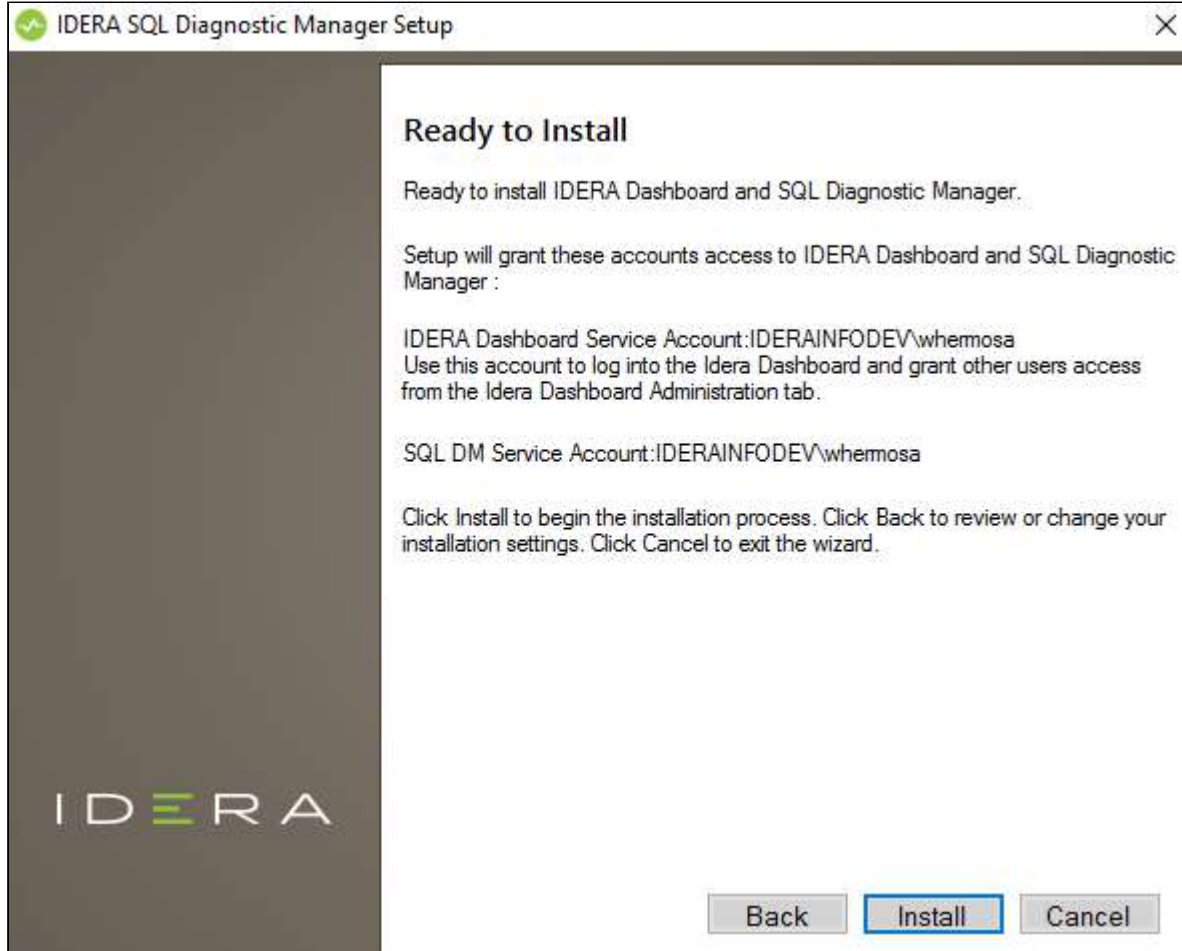 IDERA SQL Diagnostic Manager Setup
Ready to Install
Ready to install IDERA Dashboard and SQL Diagnostic Manager.
Setup will grant these accounts access to IDERA Dashboard and SQL Diagnostic
Manager :
IDERA Dashboard Service Account:IDERAINFODEV\whermosa
Use this account to log into the Idera Dashboard and grant other users access
from the Idera Dashboard Administration tab.
SQL DM Service Account:IDERAINFODEV\whermosa
Click Install to begin the installation process. Click Back to review or change your
installation settings. Click Cancel to exit the wizard.
IDERA
Back Install Cancel